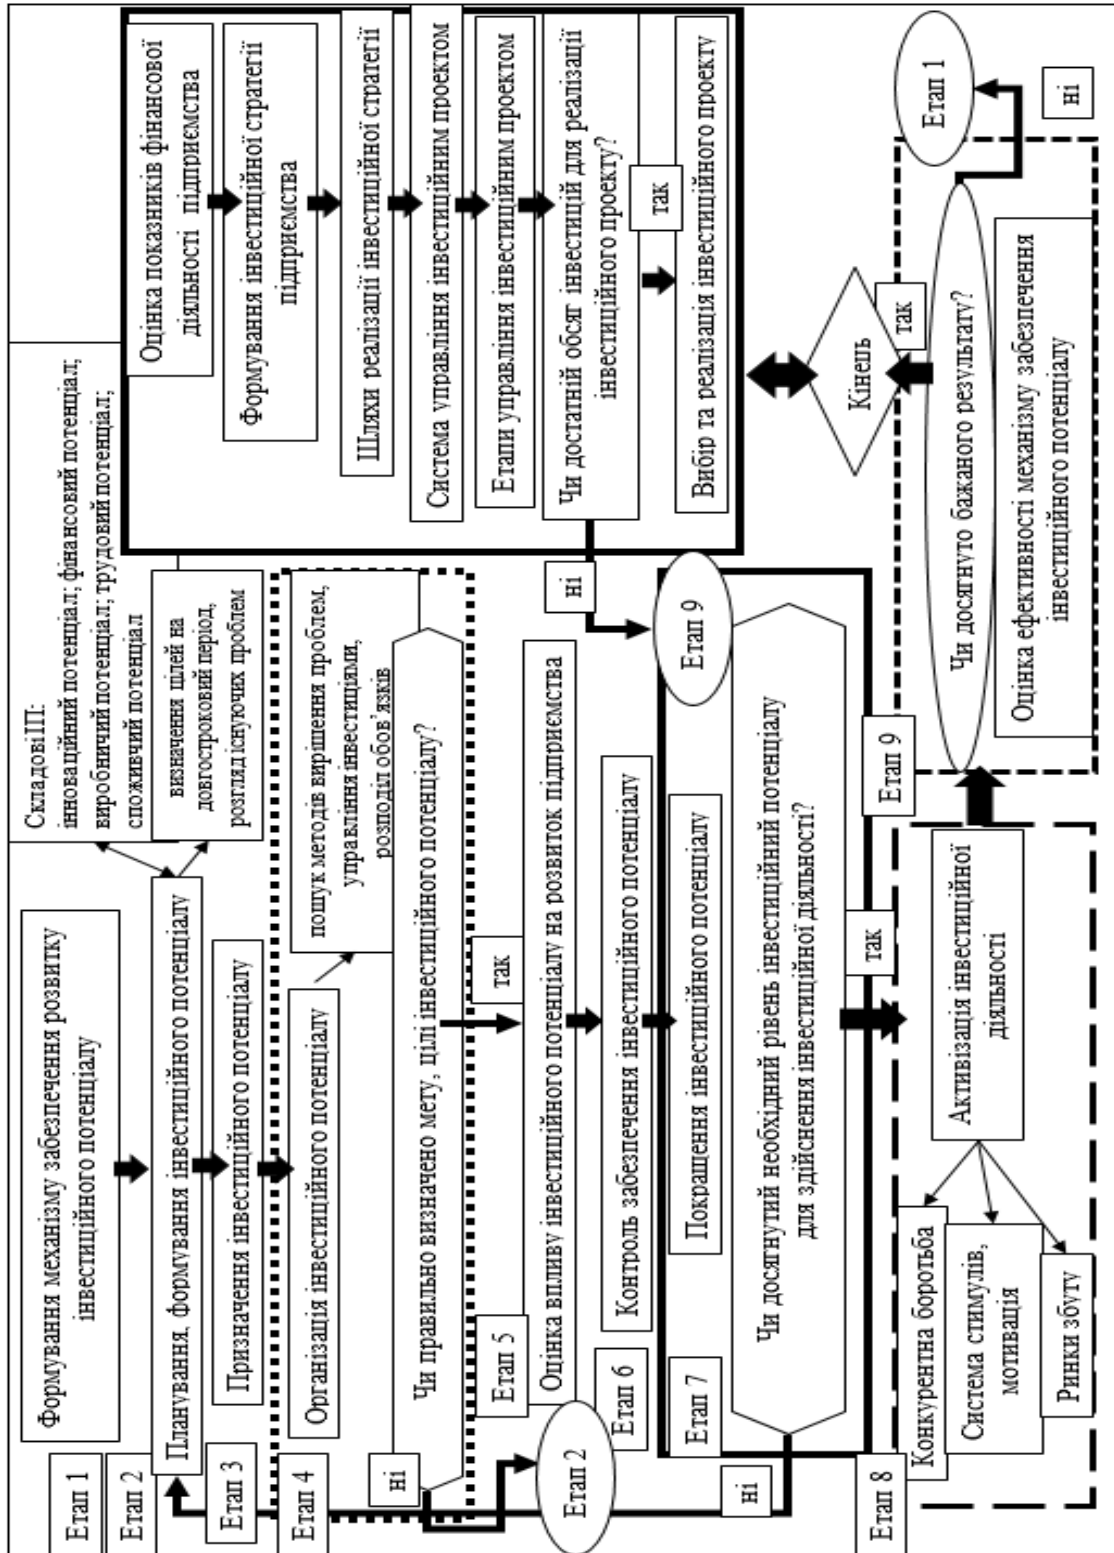 Етап 1
Формування механізму забезпечення розвитку
інвестиційного потенціалу
Складові ІП:
інноваційний потенціал; фінансовий потенціал;
виробничий потенціал; трудовий потенціал;
споживчий потенціал
Етап 2
Планування, формування інвестиційного потенціалу
визначення цілей на
довгостроковий період,
розгляд існуючих проблем
Етап 3
Призначення інвестиційного потенціалу
Етап 4
Організація інвестиційного потенціалу
пошук методів вирішення проблем,
управління інвестиціями,
розподіл обов’язків
ні
Чи правильно визначено мету, цілі інвестиційного потенціалу?
так
Етап 2
Етап 5
Оцінка впливу інвестиційного потенціалу на розвиток підприємства
Етап 6
Контроль забезпечення інвестиційного потенціалу
Етап 7
Покращення інвестиційного потенціалу
Етап 9
ні
Чи досягнутий необхідний рівень інвестиційний потенціалу
для здійснення інвестиційної діяльності?
ні
так
Етап 8
Активізація інвестиційної
діяльності
Конкурентна боротьба
Система стимулів,
мотивація
Ринки збуту
Оцінка показників фінансової
діяльності підприємства
Формування інвестиційної стратегії
підприємства
Шляхи реалізації інвестиційної стратегії
Система управління інвестиційним проектом
Етапи управління інвестиційним проектом
Чи достатній обсяг інвестицій для реалізації
інвестиційного проекту?
так
Вибір та реалізація інвестиційного проекту
Кінець
так
Етап 9
Чи досягнуто бажаного результату?
Оцінка ефективності механізму забезпечення
інвестиційного потенціалу
Етап 1
ні